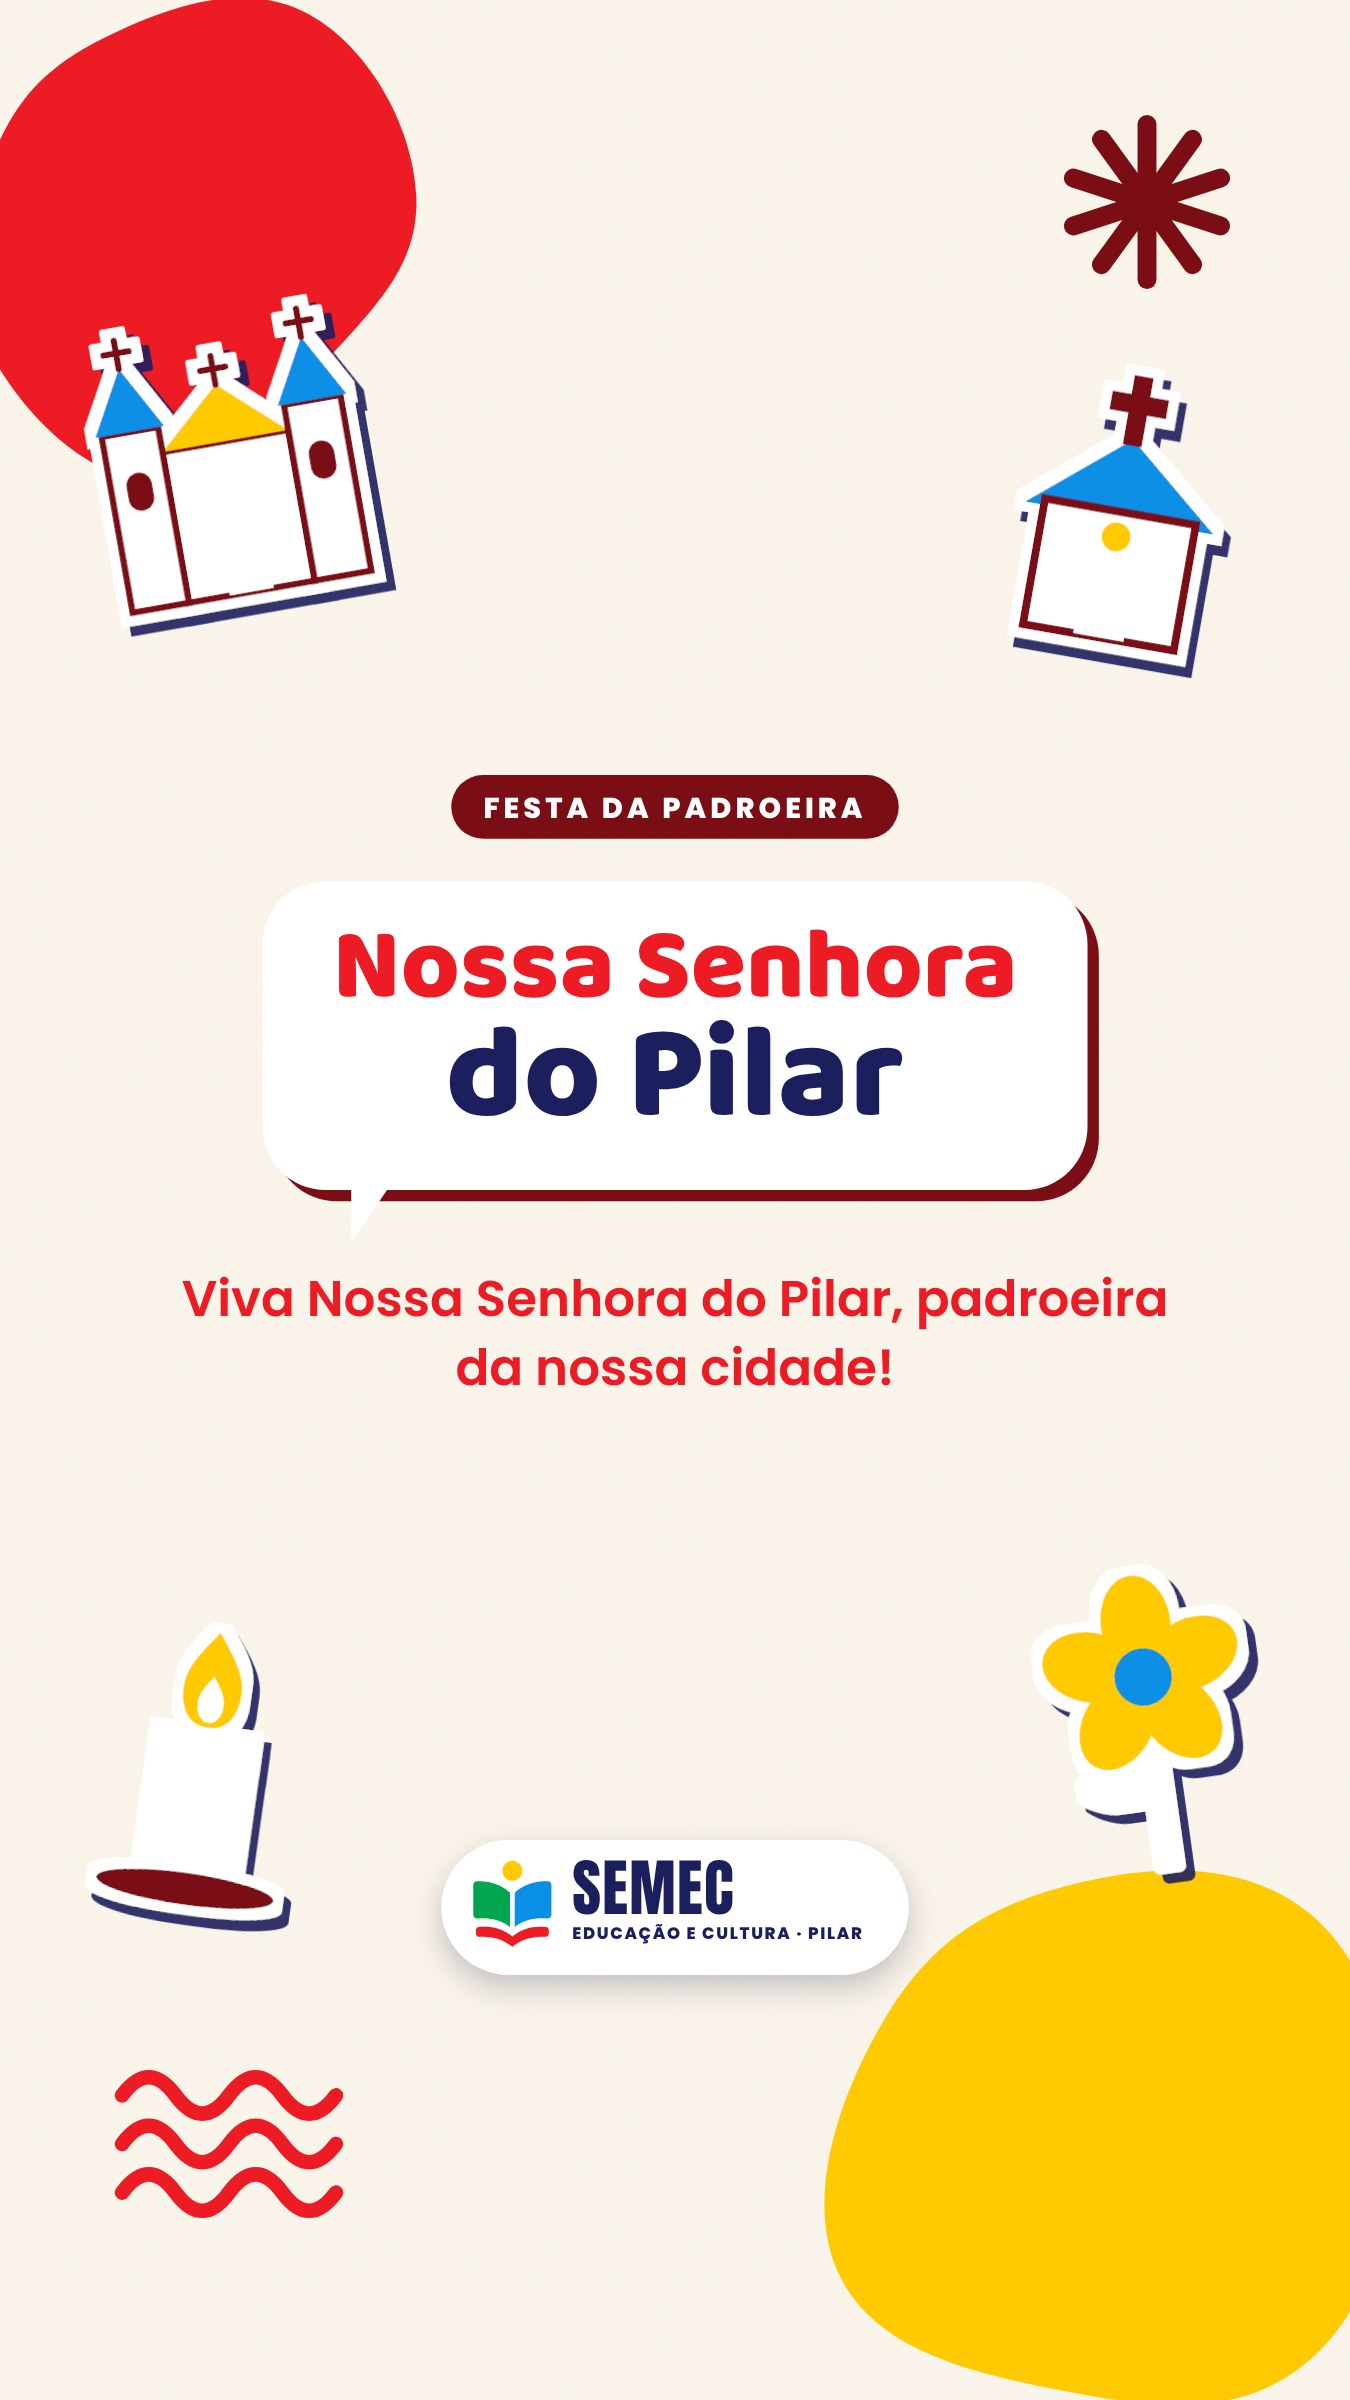 FESTA DA PADROEIRA
Nossa Senhora
do Pilar
Viva Nossa Senhora do Pilar, padroeira
da nossa cidade!
SEMEC
EDUCAÇÃO E CULTURA · PILAR